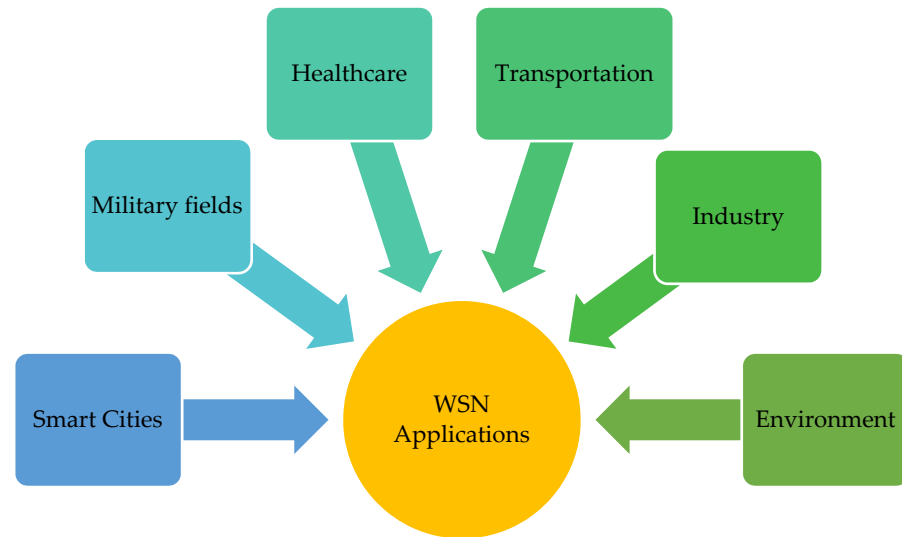 Healthcare
Transportation
Military fields
Industry
Smart Cities
WSN
Applications
Environment